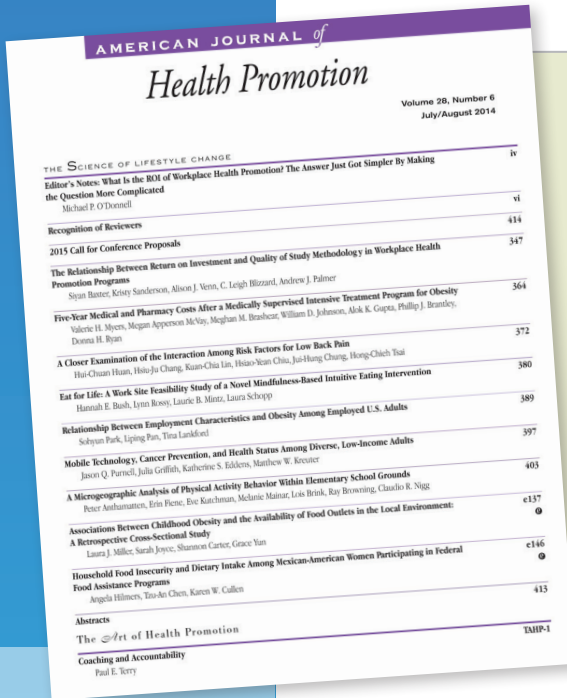 AMERICAN JOURNAL of
Health Promotion
Volume 28, Number 6
July/August 2014
THE SCIENCE OF LIFESTYLE CHANGE
Editor's Notes: What Is the ROI of Workplace Health Promotion? The Answer Just Got Simpler By Making iv
the Question More Complicated
Michael P. O'Donnell
Recognition of Reviewers vi
2015 Call for Conference Proposals 414
The Relationship Between Return on Investment and Quality of Study Methodology in Workplace Health 347
Promotion Programs
Siyan Baxter, Kristy Sanderson, Alison J. Venn, C. Leigh Blizzard, Andrew J. Palmer
Five-Year Medical and Pharmacy Costs After a Medically Supervised Intensive Treatment Program for Obesity 364
Valerie H. Myers, Megan Apperson McVay, Meghan M. Brashear, William D. Johnson, Alok K. Gupta, Phillip J. Brantley,
Donna H. Ryan
A Closer Examination of the Interaction Among Risk Factors for Low Back Pain 372
Hui-Chuan Huan, Hsiu-Ju Chang, Kuan-Chia Lin, Hsiao-Yean Chiu, Jui-Hung Chung, Hong-Chieh Tsai
Eat for Life: A Work Site Feasibility Study of a Novel Mindfulness-Based Intuitive Eating Intervention 380
Hannah E. Bush, Lynn Rossy, Laurie B. Mintz, Laura Schopp
Relationship Between Employment Characteristics and Obesity Among Employed U.S. Adults 389
Sohyun Park, Liping Pan, Tina Lankford
Mobile Technology, Cancer Prevention, and Health Status Among Diverse, Low-Income Adults 397
Jason Q. Purnell, Julia Griffith, Katherine S. Eddens, Matthew W. Kreuter
A Microgeographic Analysis of Physical Activity Behavior Within Elementary School Grounds 403
Peter Anthamatten, Erin Fiene, Eve Kutchman, Melanie Mainar, Lois Brink, Ray Browning, Claudio R. Nigg
Associations Between Childhood Obesity and the Availability of Food Outlets in the Local Environment: e137
A Retrospective Cross-Sectional Study
Laura J. Miller, Sarah Joyce, Shannon Carter, Grace Yun
Household Food Insecurity and Dietary Intake Among Mexican-American Women Participating in Federal e146
Food Assistance Programs
Angela Hilmers, Tzu-An Chen, Karen W. Cullen
Abstracts 413
The Art of Health Promotion
Coaching and Accountability TAHP-1
Paul E. Terry